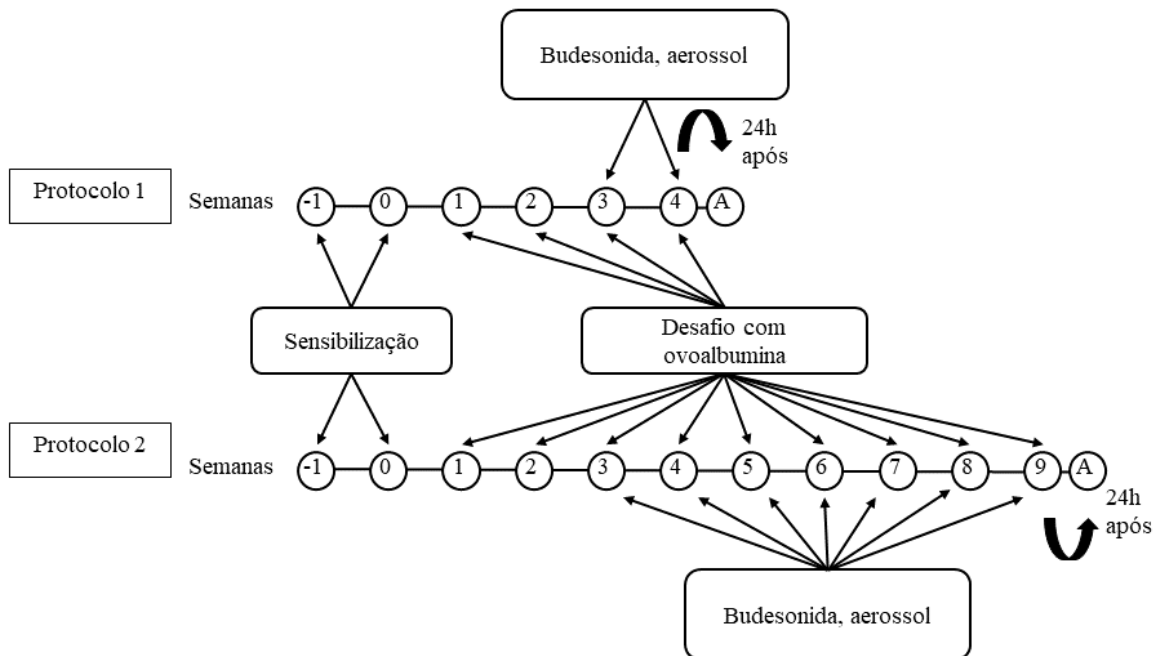 Budesonida, aerossol
24h
após
Protocolo 1
Semanas
-1 0 1 2 3 4 A
Sensibilização
Desafio com
ovoalbumina
Protocolo 2
Semanas
-1 0 1 2 3 4 5 6 7 8 9 A
24h
após
Budesonida, aerossol